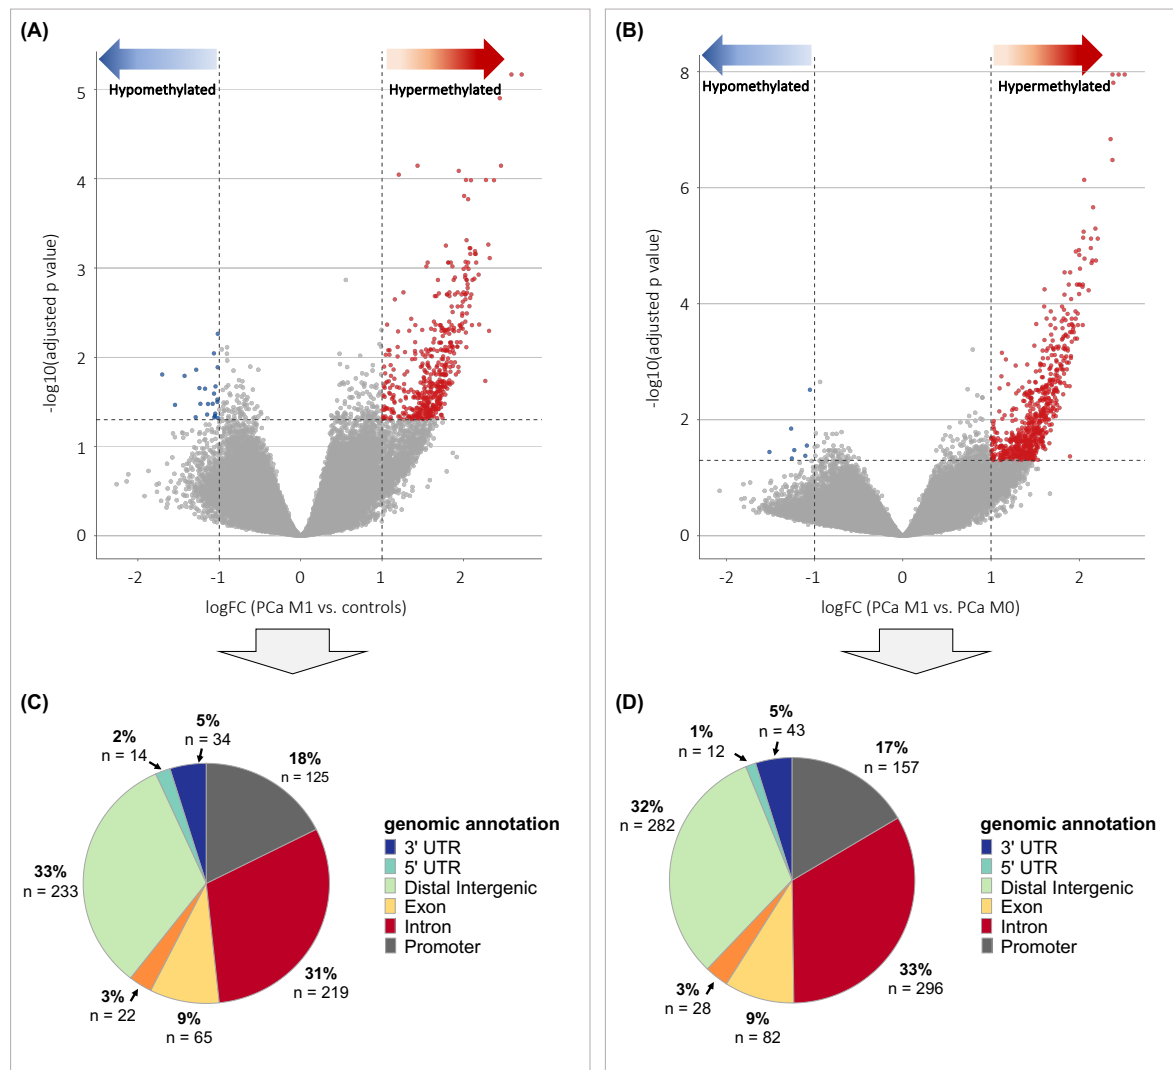 (A)
Hypomethylated
Hypermethylated
-log10(adjusted p value)
5
4
3
2
1
0
-2
-1
0
1
2
logFC (PCa M1 vs. controls)
(B)
Hypomethylated
Hypermethylated
-log10(adjusted p value)
8
6
4
2
0
-2
-1
0
1
2
logFC (PCa M1 vs. PCa M0)
(C)
2%
n = 14
5%
n = 34
18%
n = 125
33%
n = 233
31%
n = 219
3%
n = 22
9%
n = 65
genomic annotation
3' UTR
5' UTR
Distal Intergenic
Exon
Intron
Promoter
(D)
1%
n = 12
5%
n = 43
17%
n = 157
32%
n = 282
33%
n = 296
3%
n = 28
9%
n = 82
genomic annotation
3' UTR
5' UTR
Distal Intergenic
Exon
Intron
Promoter